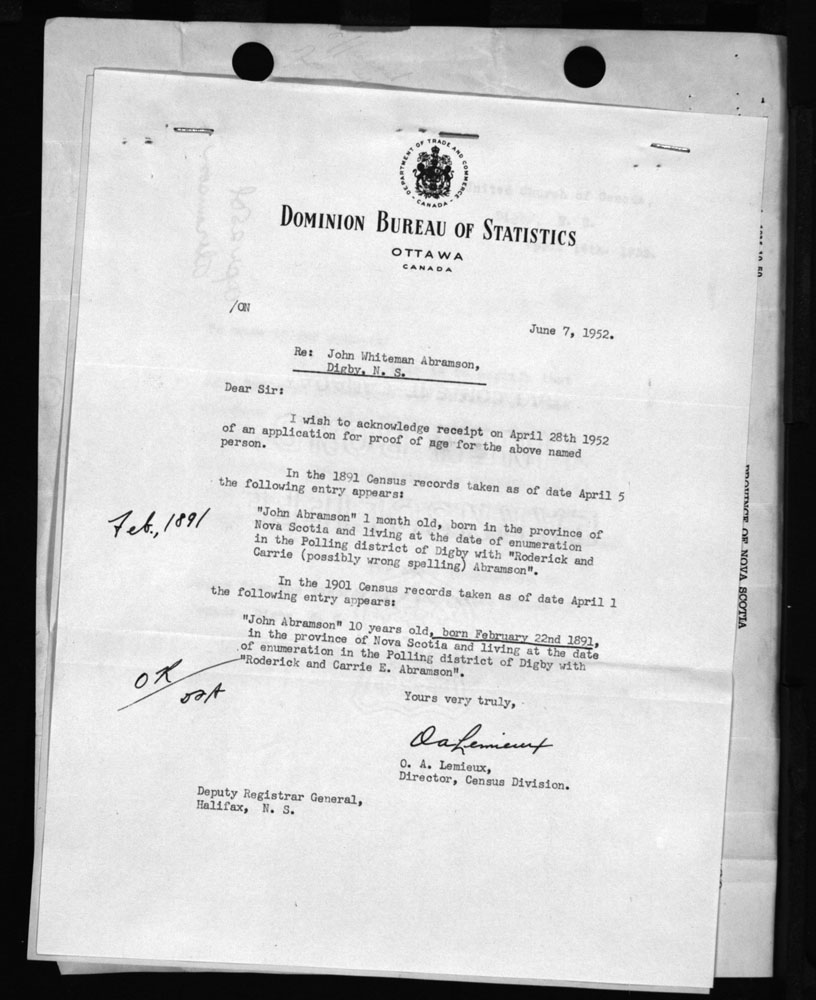 DEPARTMENT OF TRADE AND COMMERCE
CANADA
DOMINION BUREAU OF STATISTICS
OTTAWA
CANADA
/ON
June 7, 1952.
Re: John Whiteman Abramson,
Digby, N. S.
Dear Sir:
I wish to acknowledge receipt on April 28th 1952
of an application for proof of age for the above named
person.
In the 1891 Census records taken as of date April 5
the following entry appears:
Feb., 1891
"John Abramson" 1 month old, born in the province of
Nova Scotia and living at the date of enumeration
in the Polling district of Digby with "Roderick and
Carrie (possibly wrong spelling) Abramson".
In the 1901 Census records taken as of date April 1
the following entry appears:
"John Abramson" 10 years old, born February 22nd 1891,
in the province of Nova Scotia and living at the date
of enumeration in the Polling district of Digby with
"Roderick and Carrie E. Abramson".
OK
Yours very truly,
O. A. Lemieux,
Director, Census Division.
Deputy Registrar General,
Halifax, N. S.
PROVINCE OF NOVA SCOTIA